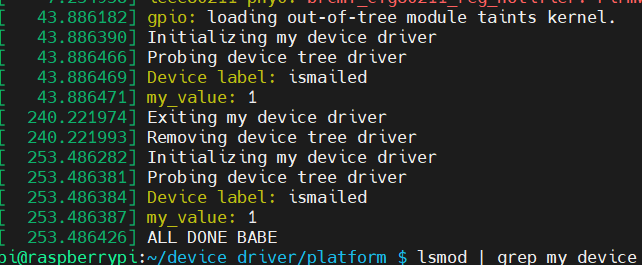 43.886182] gpio: loading out-of-tree module taints kernel.
[ 43.886390] Initializing my device driver
[ 43.886466] Probing device tree driver
[ 43.886469] Device label: ismailed
[ 43.886471] my_value: 1
[ 240.221974] Exiting my device driver
[ 240.221993] Removing device tree driver
[ 253.486282] Initializing my device driver
[ 253.486381] Probing device tree driver
[ 253.486384] Device label: ismailed
[ 253.486387] my_value: 1
[ 253.486426] ALL DONE BABE
pi@raspberrypi:~/device_driver/platform $ lsmod | grep my_device